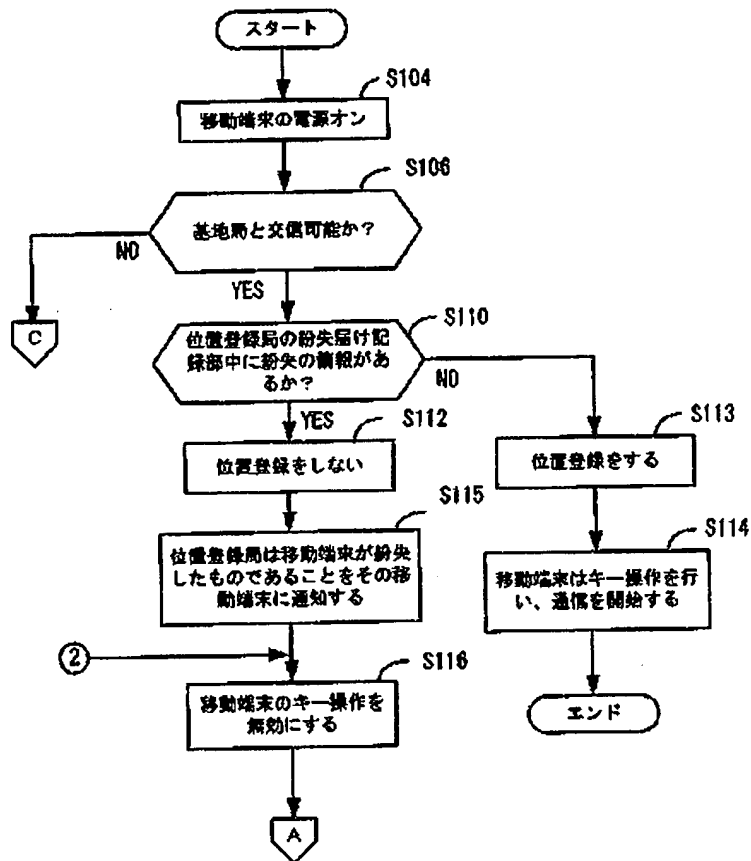 スタート
S104
移動端末の電源オン
S106
基地局と交信可能か？
NO
YES
C
S110
位置登録局の紛失届け記
録部中に紛失の情報があ
るか？
NO
YES
S112
位置登録をしない
S113
位置登録をする
S115
位置登録局は移動端末が紛失
したものであることをその移
動端末に通知する
S114
移動端末はキー操作を行
い、通信を開始する
2
S116
移動端末のキー操作を
無効にする
エンド
A